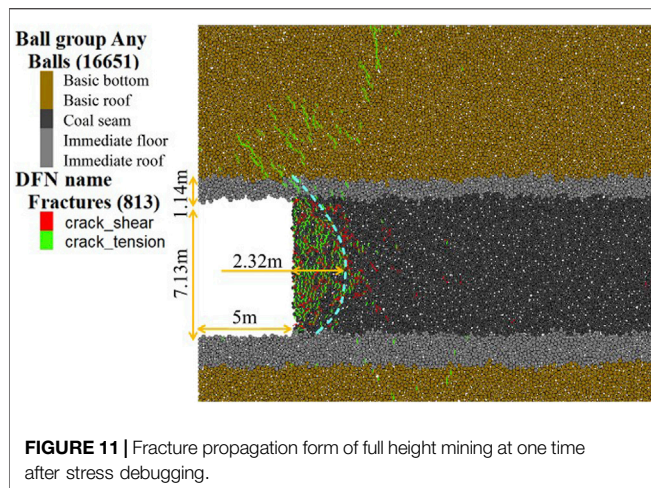 Ball group Any
Balls (16651)
Basic bottom
Basic roof
Coal seam
Immediate floor
Immediate roof
DFN name
Fractures (813)
crack_shear
crack_tension
1.14m
7.13m
2.32m
5m
FIGURE 11 | Fracture propagation form of full height mining at one time
after stress debugging.